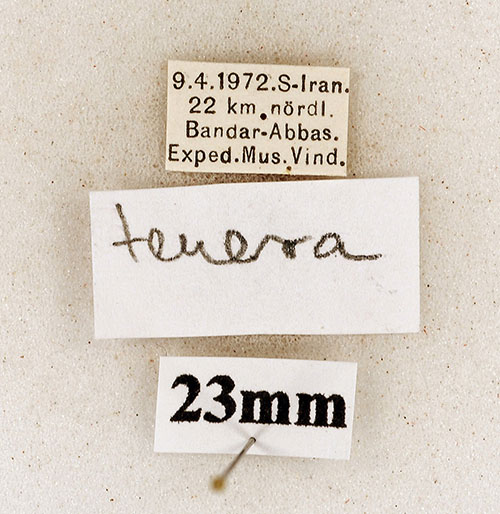 9.4.1972.S-Iran.
22 km nördl.
Bandar-Abbas.
Exped.Mus.Vind.
tenera
23mm